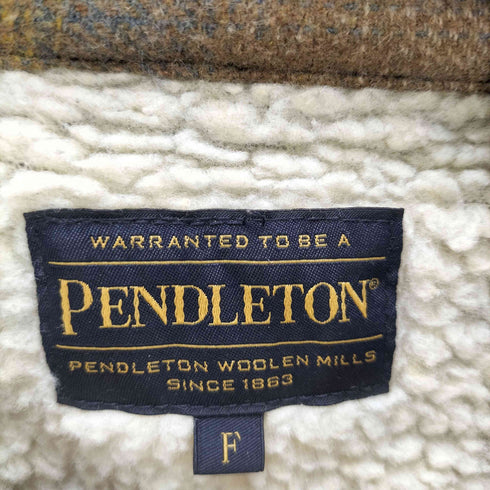 WARRANTED TO BE A
PENDLETON®
PENDLETON WOOLEN MILLS
SINCE 1863
F